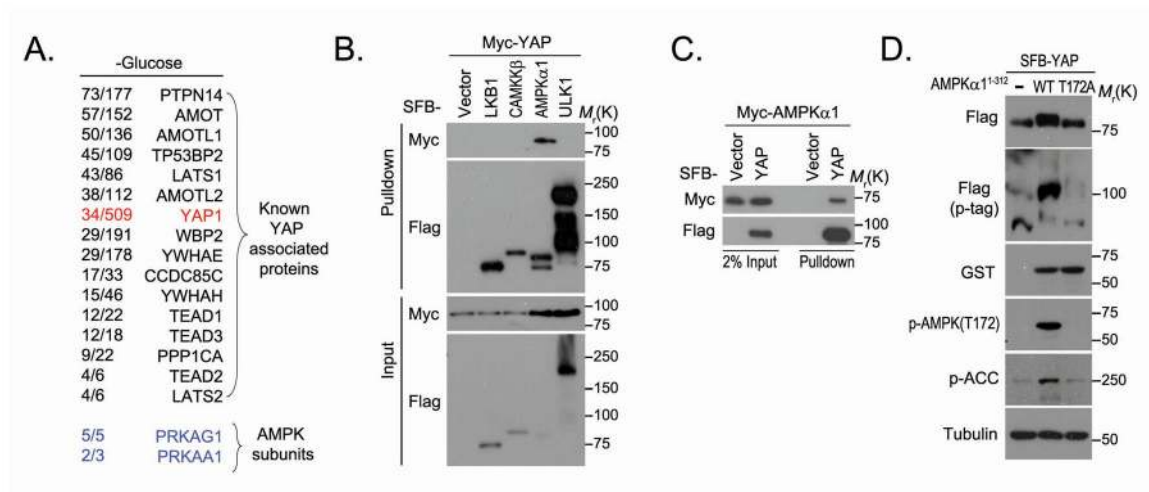 A.
-Glucose
73/177 PTPN14
57/152 AMOT
50/136 AMOTL1
45/109 TP53BP2
43/86 LATS1
38/112 AMOTL2
34/509 YAP1
29/191 WBP2
29/178 YWHAE
17/33 CCDC85C
15/46 YWHAH
12/22 TEAD1
12/18 TEAD3
9/22 PPP1CA
4/6 TEAD2
4/6 LATS2
Known
YAP
associated
proteins
5/5 PRKAG1
2/3 PRKAA1
AMPK
subunits
B.
Myc-YAP
SFB- Vector LKB1 CAMKKβ AMPKα1 ULK1 Mr(K)
Pulldown
Myc
100
75
Flag
250
150
100
75
Input
Myc
100
75
Flag
250
150
100
75
C.
Myc-AMPKα1
SFB- Vector YAP Vector YAP Mr(K)
Myc
75
Flag
100
75
2% Input Pulldown
D.
SFB-YAP
AMPKα1 1-312 - WT T172A Mr(K)
Flag
75
Flag
(p-tag)
100
GST
75
50
p-AMPK(T172)
75
50
p-ACC
250
Tubulin
50